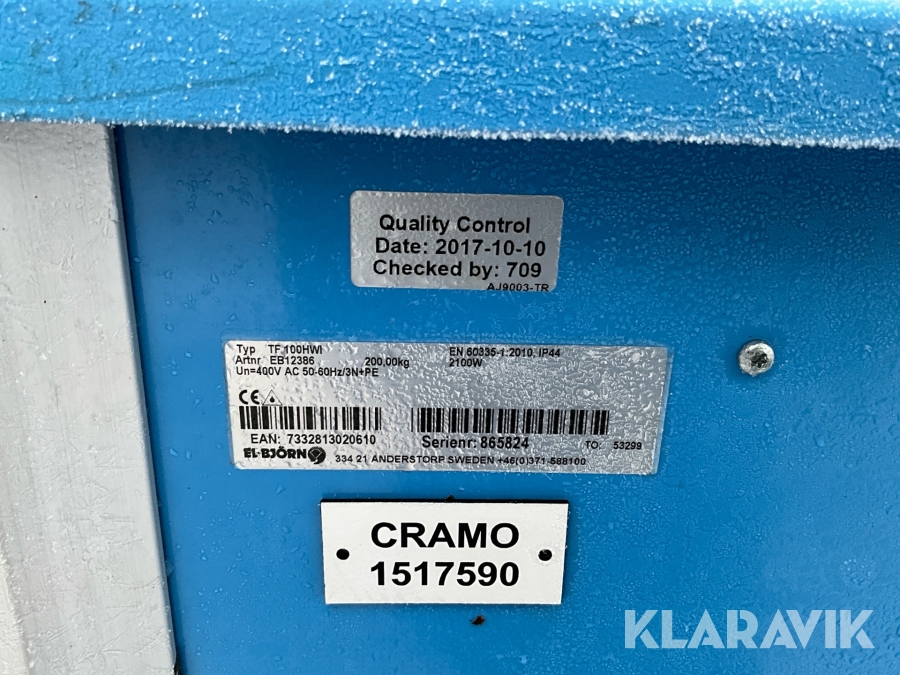 Quality Control
Date: 2017-10-10
Checked by: 709
AJ9003-TR
Typ TF 100HWI EN 60335-1:2010, IP44
Artnr EB12386 200,00kg 2100W
Un=400V AC 50-60Hz/3N+PE
CE
EAN: 7332813020610 Serienr: 865824 TO: 53299
EL-BJÖRN 334 21 ANDERSTORP SWEDEN +46(0)371-588100
CRAMO
1517590
KLARAVIK